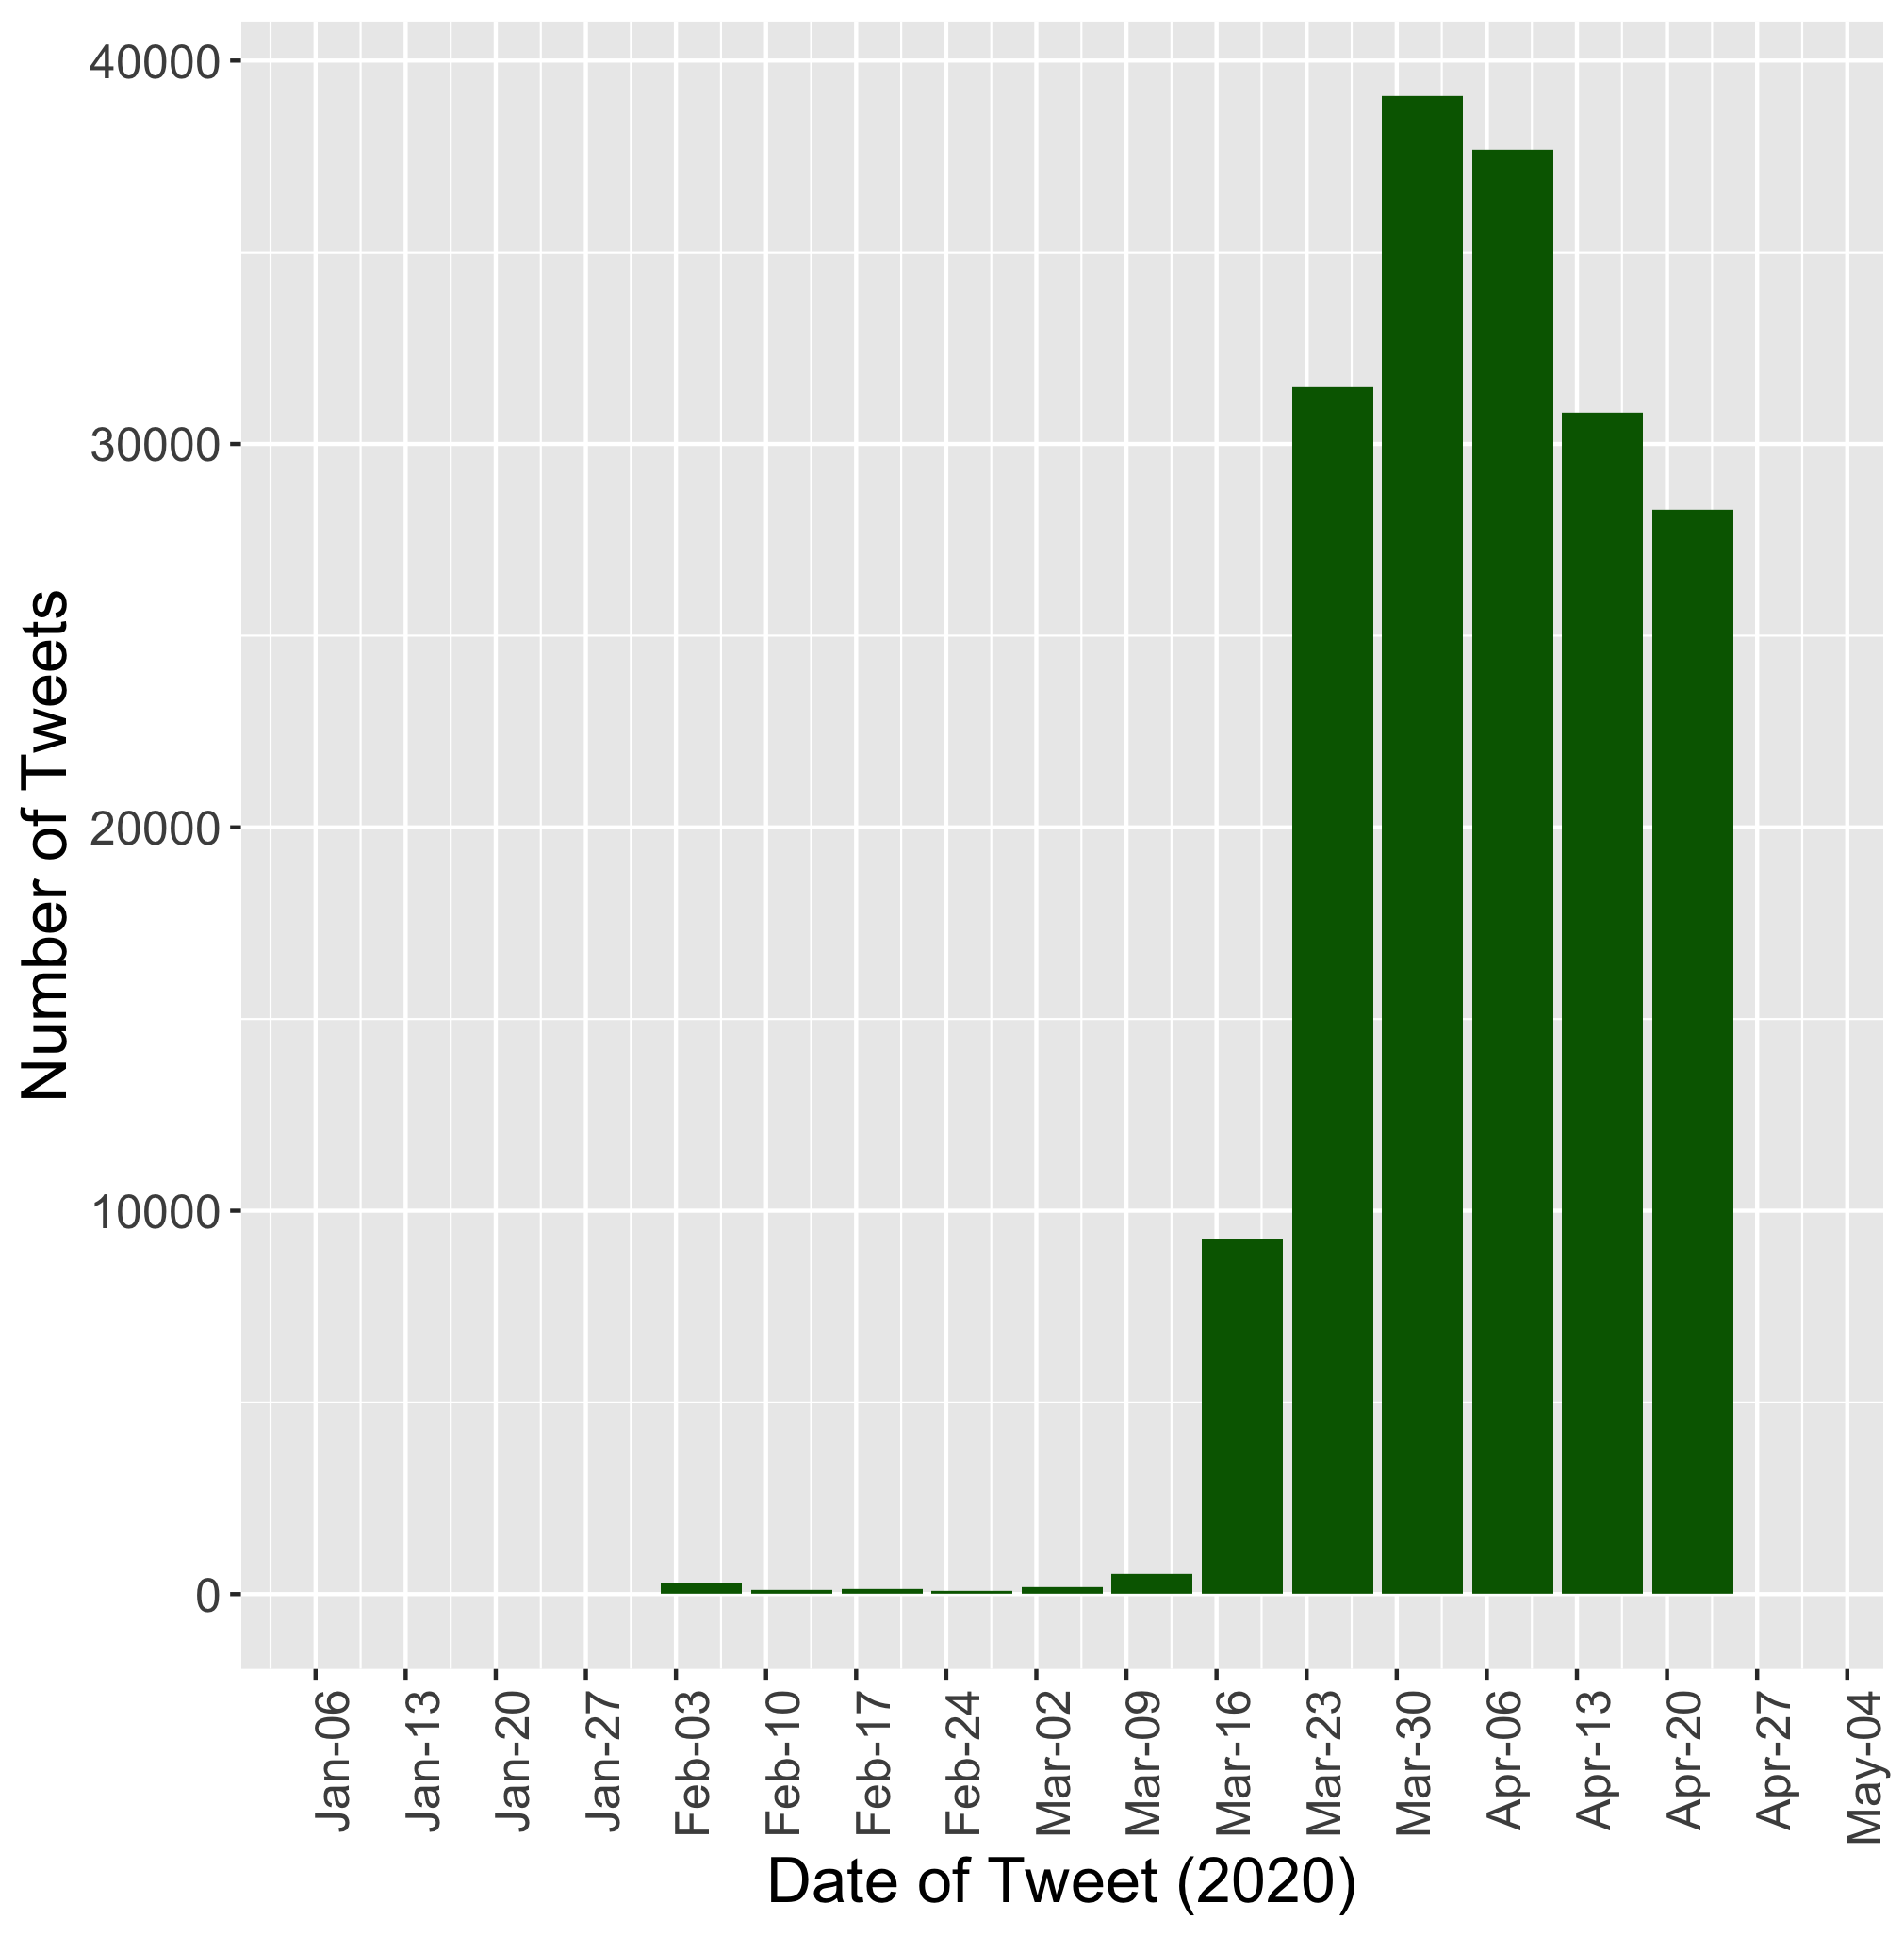 Number of Tweets
40000
30000
20000
10000
0
Jan-06
Jan-13
Jan-20
Jan-27
Feb-03
Feb-10
Feb-17
Feb-24
Mar-02
Mar-09
Mar-16
Mar-23
Mar-30
Apr-06
Apr-13
Apr-20
Apr-27
May-04
Date of Tweet (2020)